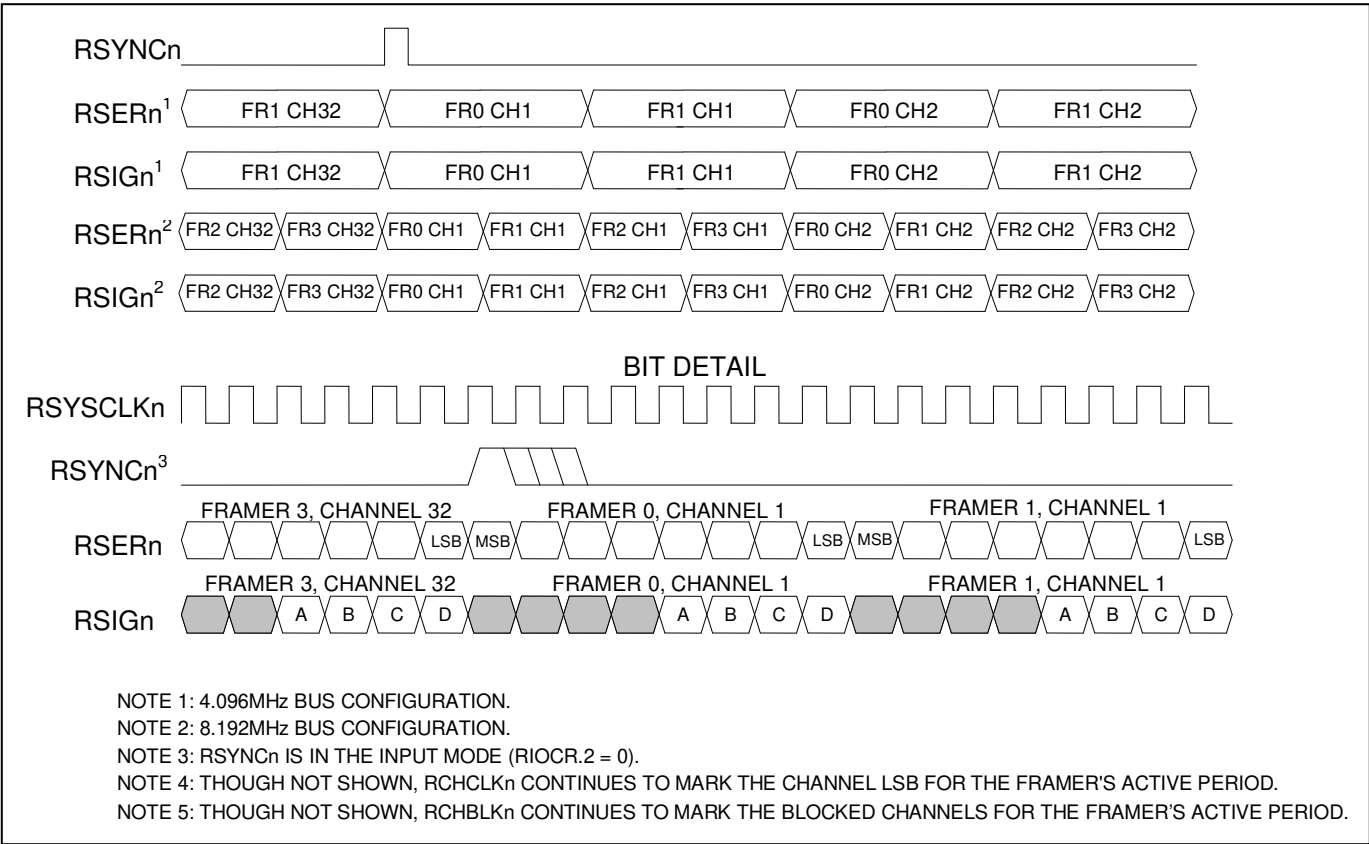 RSYNCn
RSERn1 FR1 CH32 FR0 CH1 FR1 CH1 FR0 CH2 FR1 CH2
RSIGn1 FR1 CH32 FR0 CH1 FR1 CH1 FR0 CH2 FR1 CH2
RSERn2 FR2 CH32 FR3 CH32 FR0 CH1 FR1 CH1 FR2 CH1 FR3 CH1 FR0 CH2 FR1 CH2 FR2 CH2 FR3 CH2
RSIGn2 FR2 CH32 FR3 CH32 FR0 CH1 FR1 CH1 FR2 CH1 FR3 CH1 FR0 CH2 FR1 CH2 FR2 CH2 FR3 CH2
BIT DETAIL
RSYSCLKn
RSYNCn3
FRAMER 3, CHANNEL 32 FRAMER 0, CHANNEL 1 FRAMER 1, CHANNEL 1
RSERn LSB MSB LSB MSB LSB
FRAMER 3, CHANNEL 32 FRAMER 0, CHANNEL 1 FRAMER 1, CHANNEL 1
RSIGn A B C D A B C D A B C D
NOTE 1: 4.096MHz BUS CONFIGURATION.
NOTE 2: 8.192MHz BUS CONFIGURATION.
NOTE 3: RSYNCn IS IN THE INPUT MODE (RIOCR.2 = 0).
NOTE 4: THOUGH NOT SHOWN, RCHCLKn CONTINUES TO MARK THE CHANNEL LSB FOR THE FRAMER'S ACTIVE PERIOD.
NOTE 5: THOUGH NOT SHOWN, RCHBLKn CONTINUES TO MARK THE BLOCKED CHANNELS FOR THE FRAMER’S ACTIVE PERIOD.